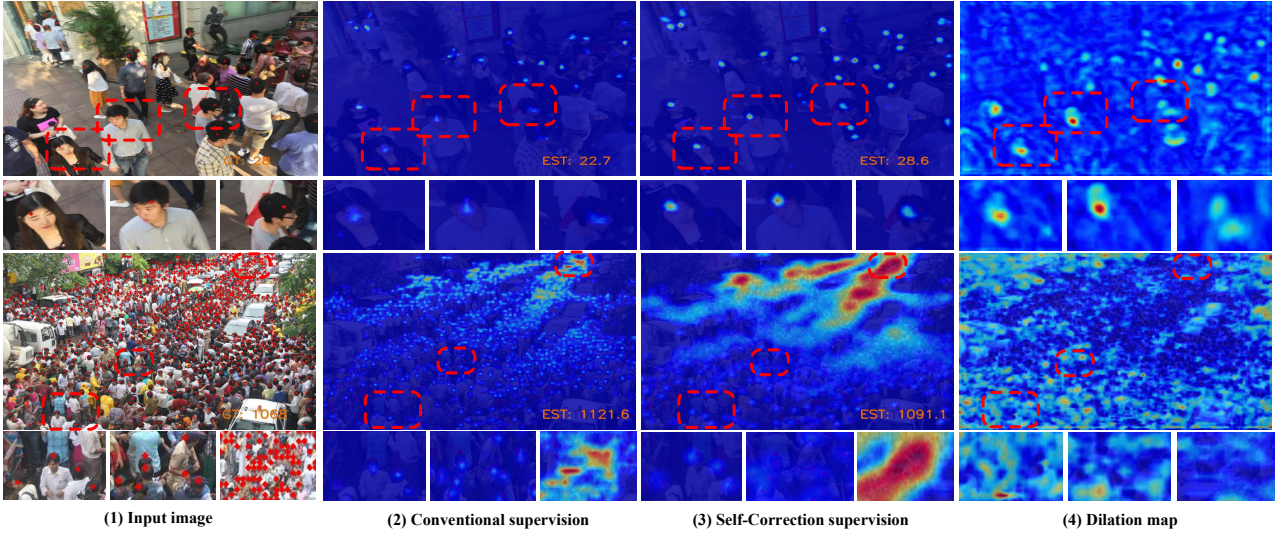 EST: 22.7
EST: 28.6
EST: 1121.6
EST: 1091.1
(1) Input image
(2) Conventional supervision
(3) Self-Correction supervision
(4) Dilation map